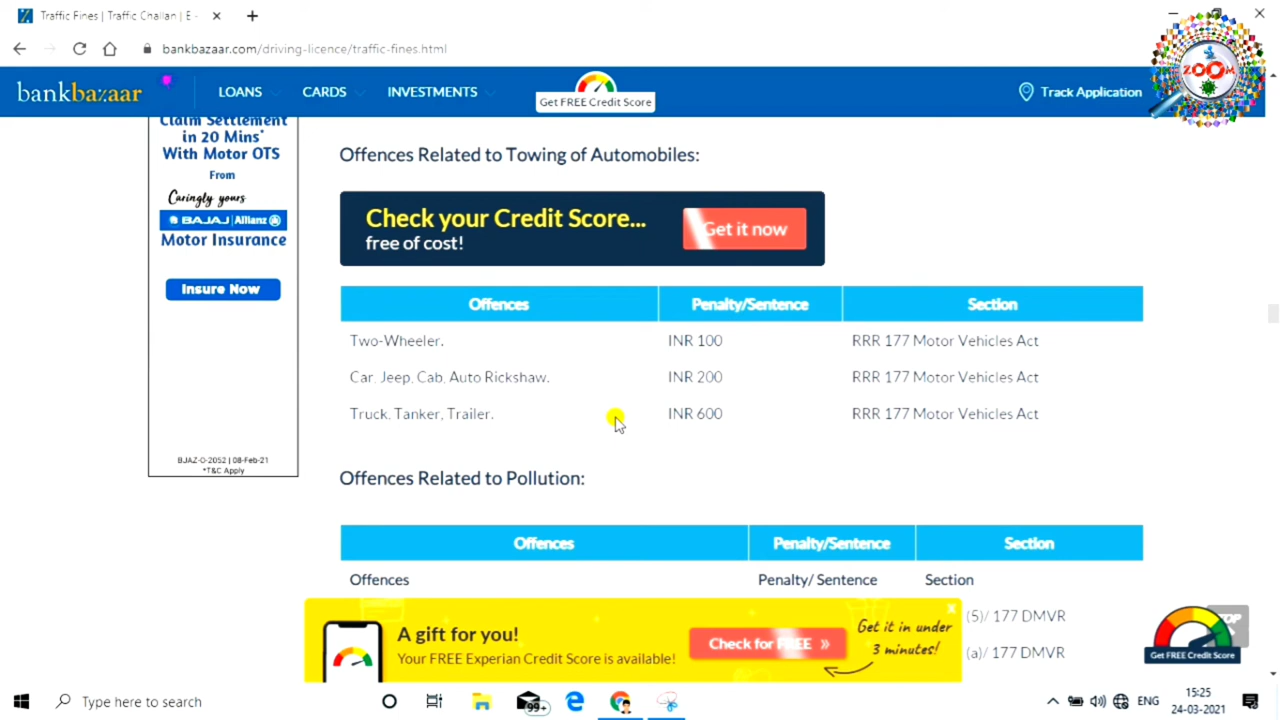 Traffic Fines | Traffic Challan | E -
bankbazaar.com/driving-licence/traffic-fines.html
bankbazaar
LOANS
CARDS
INVESTMENTS
Get FREE Credit Score
Track Application
ZOOM
Claim Settlement
in 20 Mins*
With Motor OTS
From
Caringly yours
BAJAJ | Allianz
Motor Insurance
Insure Now
BJAZ-O-2052 | 08-Feb-21
*T&C Apply
Offences Related to Towing of Automobiles:
Check your Credit Score...
free of cost!
Get it now
Offences Penalty/Sentence Section
Two-Wheeler. INR 100 RRR 177 Motor Vehicles Act
Car, Jeep, Cab, Auto Rickshaw. INR 200 RRR 177 Motor Vehicles Act
Truck, Tanker, Trailer. INR 600 RRR 177 Motor Vehicles Act
Offences Related to Pollution:
Offences Penalty/Sentence Section
Offences Penalty/ Sentence Section
(5)/ 177 DMVR
(a)/ 177 DMVR
A gift for you!
Your FREE Experian Credit Score is available!
Check for FREE »
Get it in under
3 minutes!
TOP
Get FREE Credit Score
Type here to search
99+
ENG
15:25
24-03-2021